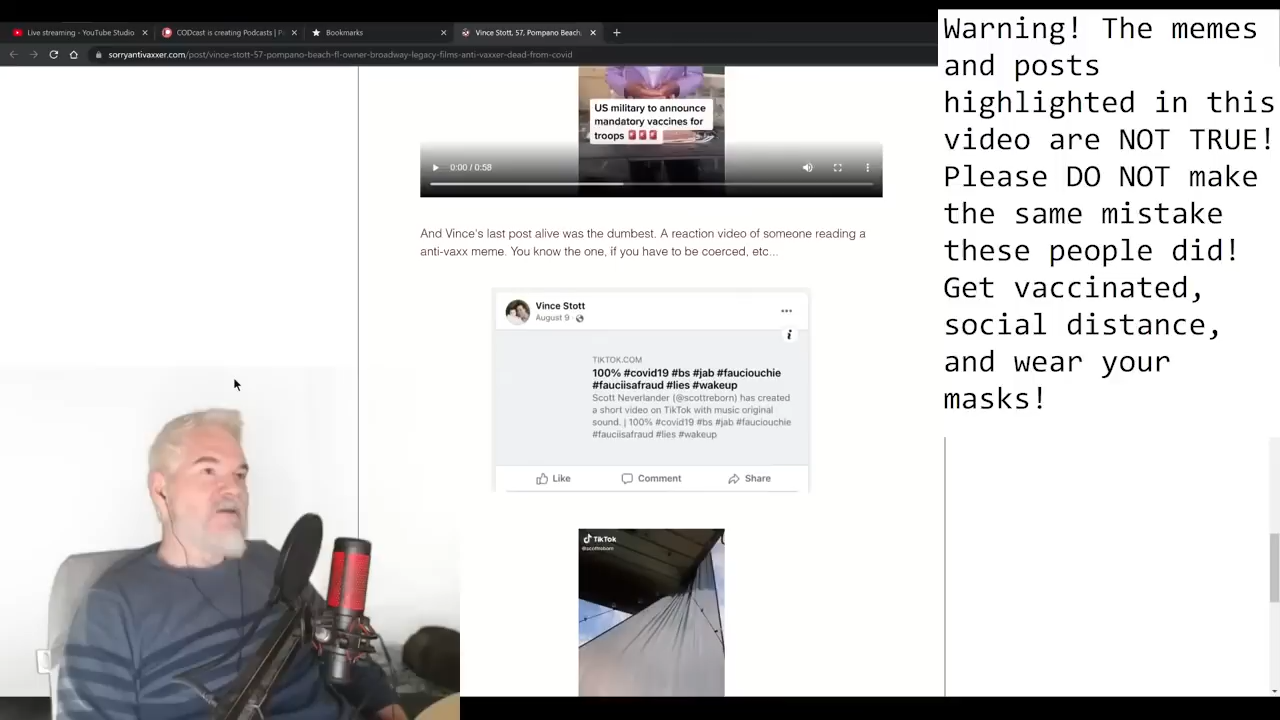 Live streaming - YouTube Studio
CODcast is creating Podcasts |
Bookmarks
Vince Stott, 57, Pompano Beach,
sorryantivaxxer.com/post/vince-stott-57-pompano-beach-fl-owner-broadway-legacy-films-anti-vaxxer-dead-from-covid
US military to announce
mandatory vaccines for
troops 🚨🚨🚨
0:00 / 0:58
And Vince's last post alive was the dumbest. A reaction video of someone reading a
anti-vaxx meme. You know the one, if you have to be coerced, etc...
Vince Stott
August 9
TIKTOK.COM
100% #covid19 #bs #jab #fauciouchie
#fauciisafraud #lies #wakeup
Scott Neverlander (@scottreborn) has created
a short video on TikTok with music original
sound. | 100% #covid19 #bs #jab #fauciouchie
#fauciisafraud #lies #wakeup
Like
Comment
Share
TikTok
@scottreborn
Warning! The memes
and posts
highlighted in this
video are NOT TRUE!
Please DO NOT make
the same mistake
these people did!
Get vaccinated,
social distance,
and wear your
masks!